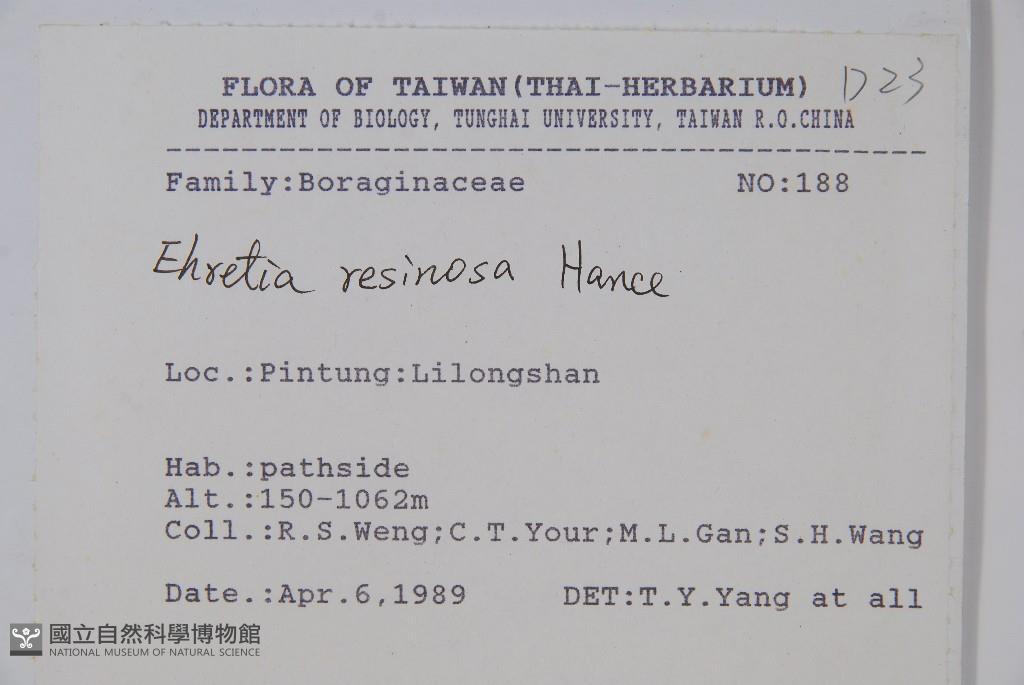 FLORA OF TAIWAN(THAI-HERBARIUM) D23
DEPARTMENT OF BIOLOGY, TUNGHAI UNIVERSITY, TAIWAN R.O.CHINA
Family:Boraginaceae NO:188
Ehretia resinosa Hance
Loc.:Pintung:Lilongshan
Hab.:pathside
Alt.:150-1062m
Coll.:R.S.Weng;C.T.Your;M.L.Gan;S.H.Wang
Date.:Apr.6,1989 DET:T.Y.Yang at all
國立自然科學博物館
NATIONAL MUSEUM OF NATURAL SCIENCE